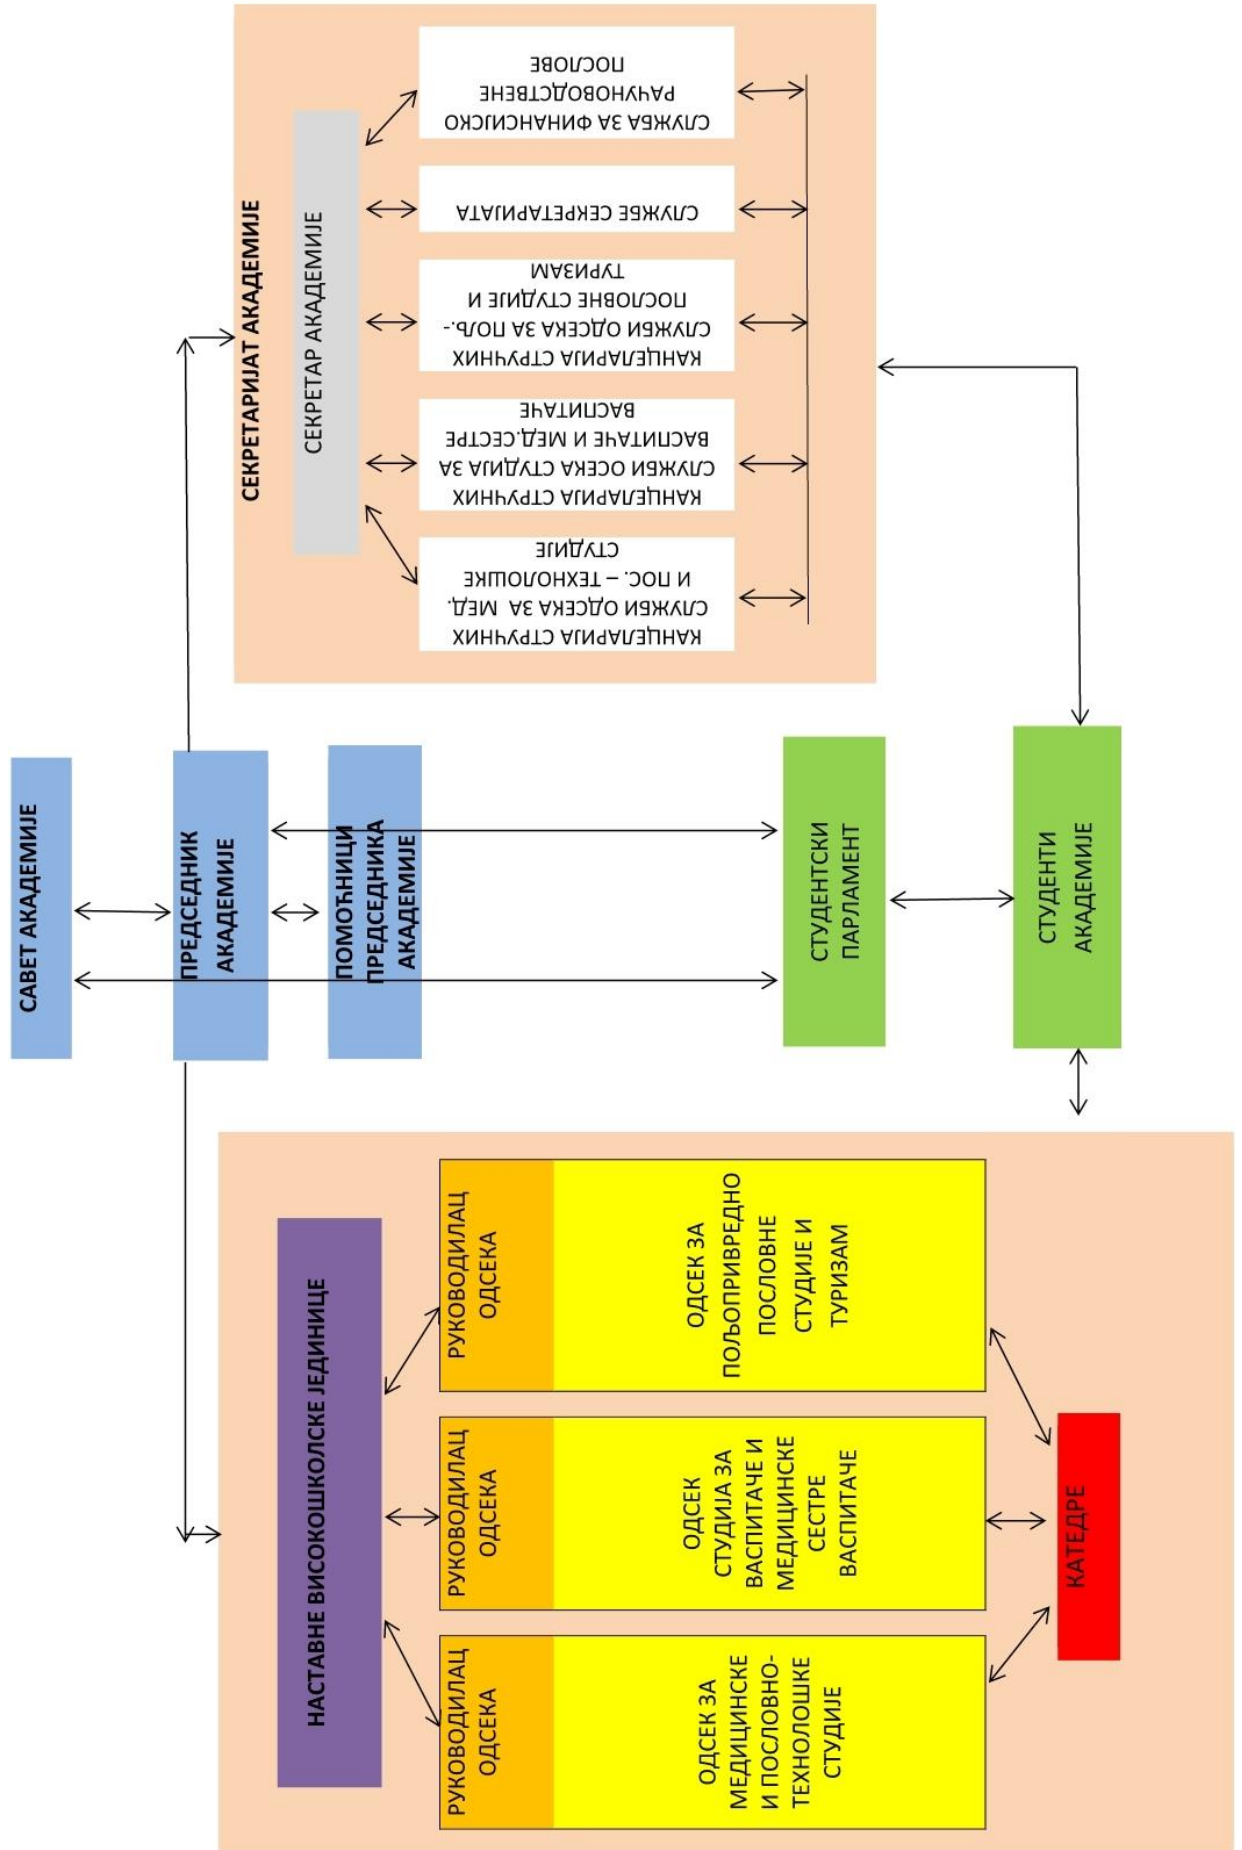 САВЕТ АКАДЕМИЈЕ
ПРЕДСЕДНИК
АКАДЕМИЈЕ
ПОМОЋНИЦИ
ПРЕДСЕДНИКА
АКАДЕМИЈЕ
НАСТАВНЕ ВИСОКОШКОЛСКЕ ЈЕДИНИЦЕ
РУКОВОДИЛАЦ
ОДСЕКА
ОДСЕК ЗА
МЕДИЦИНСКЕ
И ПОСЛОВНО-
ТЕХНОЛОШКЕ
СТУДИЈЕ
РУКОВОДИЛАЦ
ОДСЕКА
ОДСЕК
СТУДИЈА ЗА
ВАСПИТАЧЕ И
МЕДИЦИНСКЕ
СЕСТРЕ
ВАСПИТАЧЕ
РУКОВОДИЛАЦ
ОДСЕКА
ОДСЕК ЗА
ПОЉОПРИВРЕДНО
ПОСЛОВНЕ
СТУДИЈЕ И
ТУРИЗАМ
КАТЕДРЕ
СТУДЕНТСКИ
ПАРЛАМЕНТ
СТУДЕНТИ
АКАДЕМИЈЕ
СЕКРЕТАРИЈАТ АКАДЕМИЈЕ
СЕКРЕТАР АКАДЕМИЈЕ
КАНЦЕЛАРИЈА СТРУЧНИХ
СЛУЖБИ ОДСЕКА ЗА МЕД.
И ПОС. – ТЕХНОЛОШКЕ
СТУДИЈЕ
КАНЦЕЛАРИЈА СТРУЧНИХ
СЛУЖБИ ОСЕКА СТУДИЈА ЗА
ВАСПИТАЧЕ И МЕД.СЕСТРЕ
ВАСПИТАЧЕ
КАНЦЕЛАРИЈА СТРУЧНИХ
СЛУЖБИ ОДСЕКА ЗА ПОЉ.-
ПОСЛОВНЕ СТУДИЈЕ И
ТУРИЗАМ
СЛУЖБЕ СЕКРЕТАРИЈАТА
СЛУЖБА ЗА ФИНАНСИЈСКО
РАЧУНОВОДСТВЕНЕ
ПОСЛОВЕ